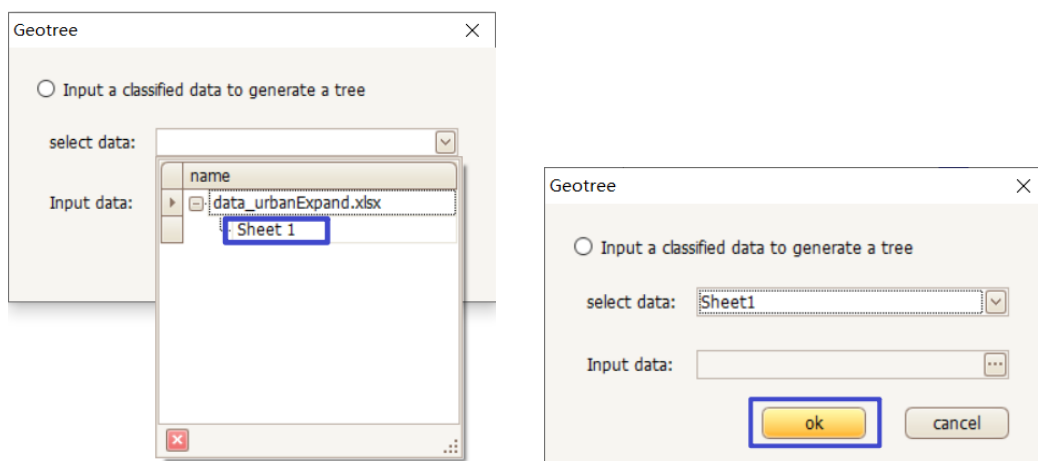 Geotree
Input a classified data to generate a tree
select data:
name
Input data:
data_urbanExpand.xlsx
Sheet 1
Geotree
Input a classified data to generate a tree
select data: Sheet1
Input data:
ok cancel